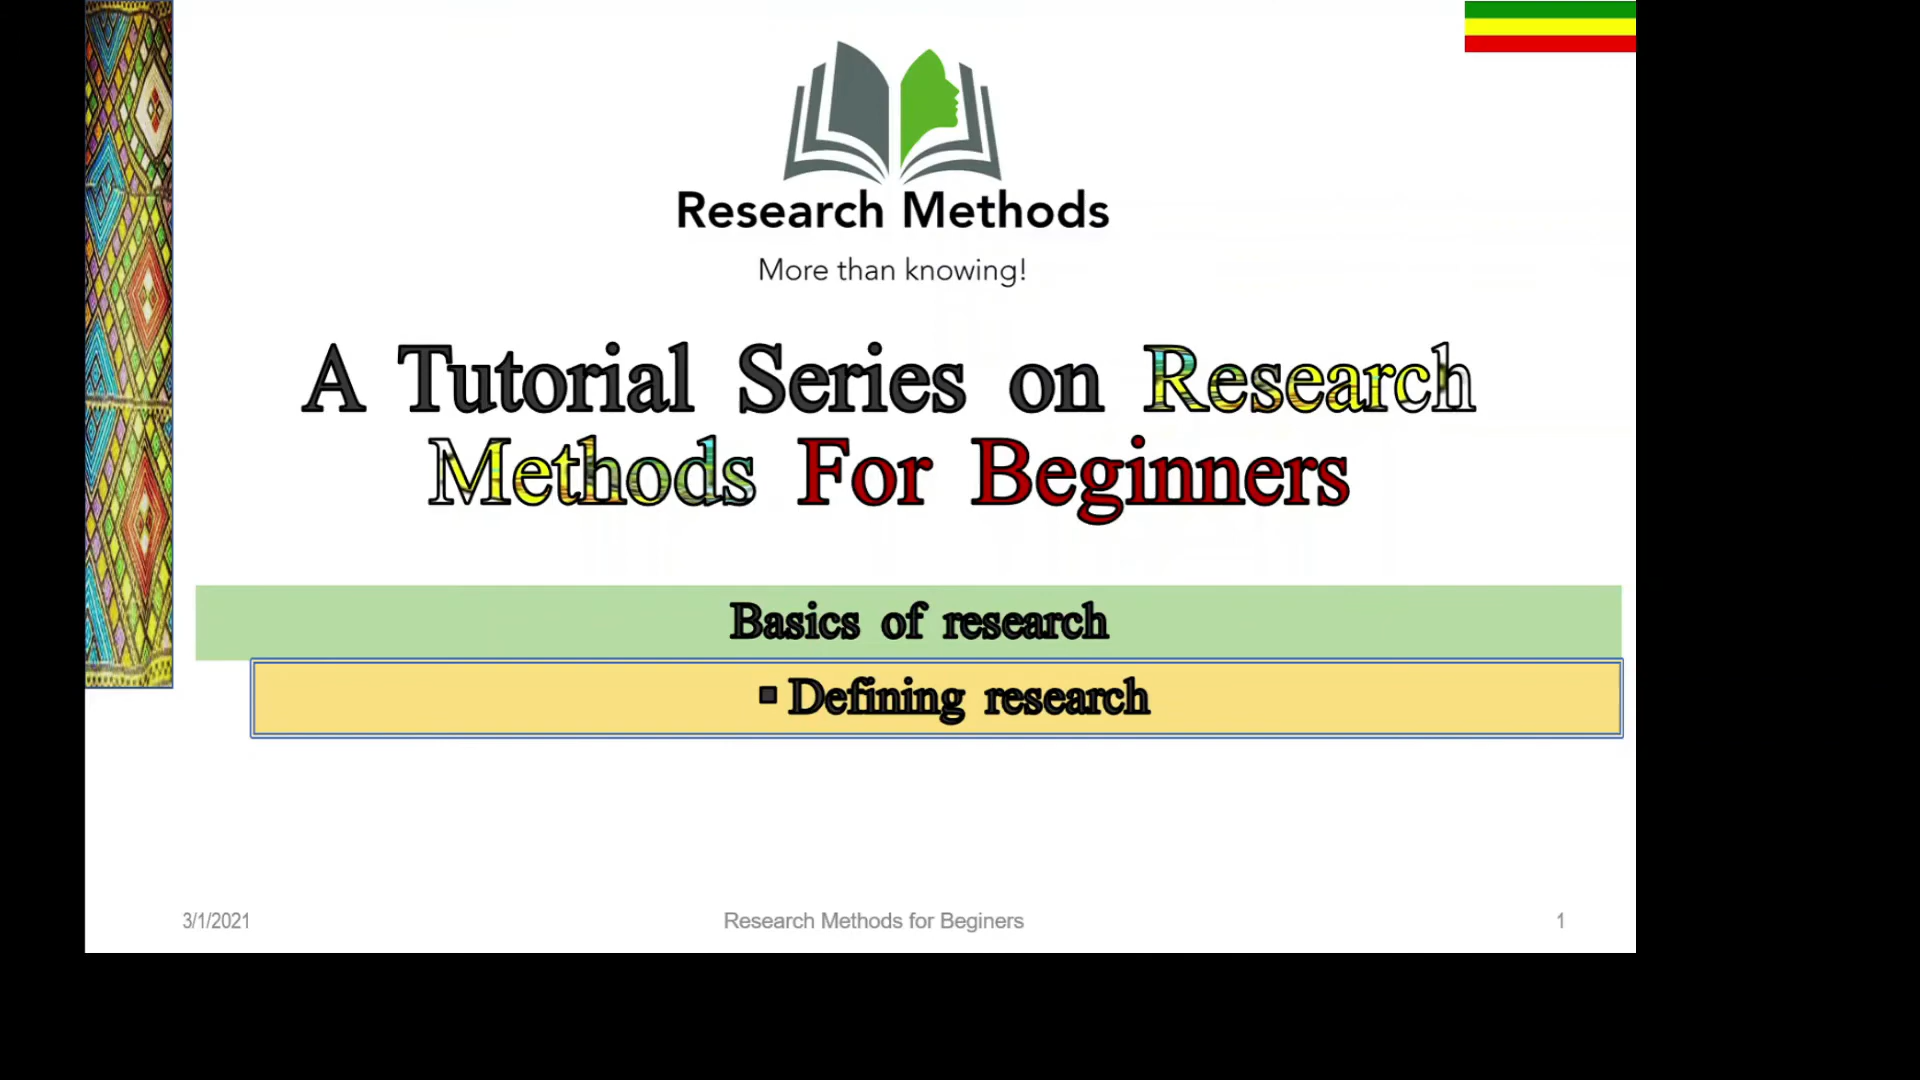 Research Methods
More than knowing!
A Tutorial Series on Research
Methods For Beginners
Basics of research
▪ Defining research
3/1/2021
Research Methods for Beginers
1